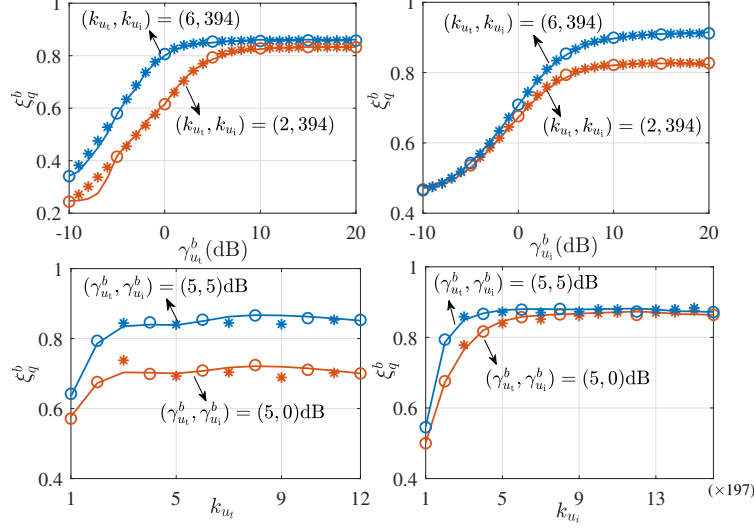 1
0.8
0.6
0.4
0.2
ξ_q^b
(k_{u_t}, k_{u_i}) = (6, 394)
(k_{u_t}, k_{u_i}) = (2, 394)
-10 0 10 20
γ_{u_t}^b(dB)
1
0.8
0.6
0.4
ξ_q^b
(k_{u_t}, k_{u_i}) = (6, 394)
(k_{u_t}, k_{u_i}) = (2, 394)
-10 0 10 20
γ_{u_i}^b(dB)
1
0.8
0.6
0.4
ξ_q^b
(γ_{u_t}^b, γ_{u_i}^b) = (5, 5)dB
(γ_{u_t}^b, γ_{u_i}^b) = (5, 0)dB
1 5 9 12
k_{u_t}
1
0.8
0.6
0.4
ξ_q^b
(γ_{u_t}^b, γ_{u_i}^b) = (5, 5)dB
(γ_{u_t}^b, γ_{u_i}^b) = (5, 0)dB
1 5 9 13 (×197)
k_{u_i}